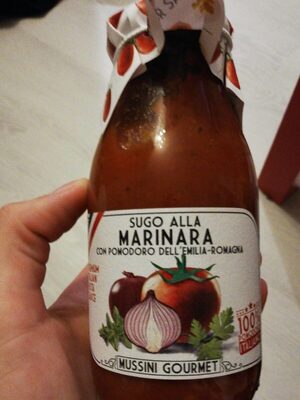 SUGO ALLA
MARINARA
CON POMODORO DELL'EMILIA-ROMAGNA
MUSSINI GOURMET
100%